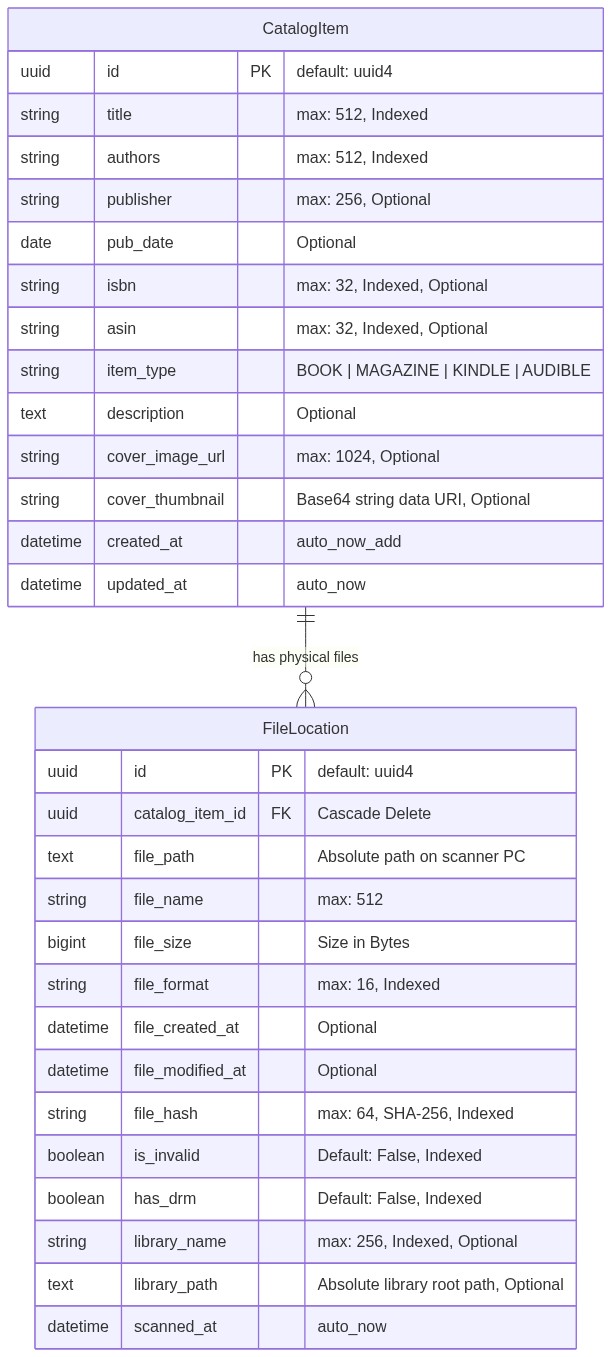 CatalogItem
uuid id PK default: uuid4
string title max: 512, Indexed
string authors max: 512, Indexed
string publisher max: 256, Optional
date pub_date Optional
string isbn max: 32, Indexed, Optional
string asin max: 32, Indexed, Optional
string item_type BOOK | MAGAZINE | KINDLE | AUDIBLE
text description Optional
string cover_image_url max: 1024, Optional
string cover_thumbnail Base64 string data URI, Optional
datetime created_at auto_now_add
datetime updated_at auto_now
has physical files
FileLocation
uuid id PK default: uuid4
uuid catalog_item_id FK Cascade Delete
text file_path Absolute path on scanner PC
string file_name max: 512
bigint file_size Size in Bytes
string file_format max: 16, Indexed
datetime file_created_at Optional
datetime file_modified_at Optional
string file_hash max: 64, SHA-256, Indexed
boolean is_invalid Default: False, Indexed
boolean has_drm Default: False, Indexed
string library_name max: 256, Indexed, Optional
text library_path Absolute library root path, Optional
datetime scanned_at auto_now